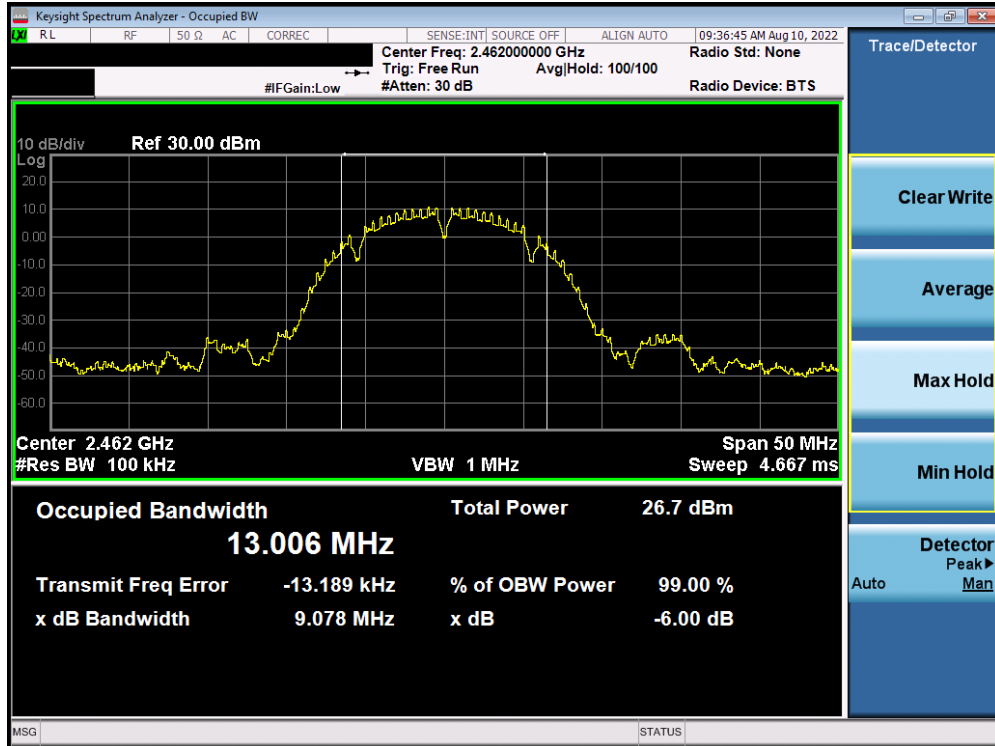 Keysight Spectrum Analyzer - Occupied BW
LXI RL RF 50 Ω AC CORREC SENSE:INT SOURCE OFF ALIGN AUTO 09:36:45 AM Aug 10, 2022
Center Freq: 2.462000000 GHz Radio Std: None
Trig: Free Run Avg|Hold: 100/100
#IFGain:Low #Atten: 30 dB Radio Device: BTS
Trace/Detector
10 dB/div Ref 30.00 dBm
Log
20.0
10.0
0.00
-10.0
-20.0
-30.0
-40.0
-50.0
-60.0
Center 2.462 GHz Span 50 MHz
#Res BW 100 kHz VBW 1 MHz Sweep 4.667 ms
Occupied Bandwidth Total Power 26.7 dBm
13.006 MHz
Transmit Freq Error -13.189 kHz % of OBW Power 99.00 %
x dB Bandwidth 9.078 MHz x dB -6.00 dB
Clear Write
Average
Max Hold
Min Hold
Detector
Peak▶
Auto Man
MSG STATUS